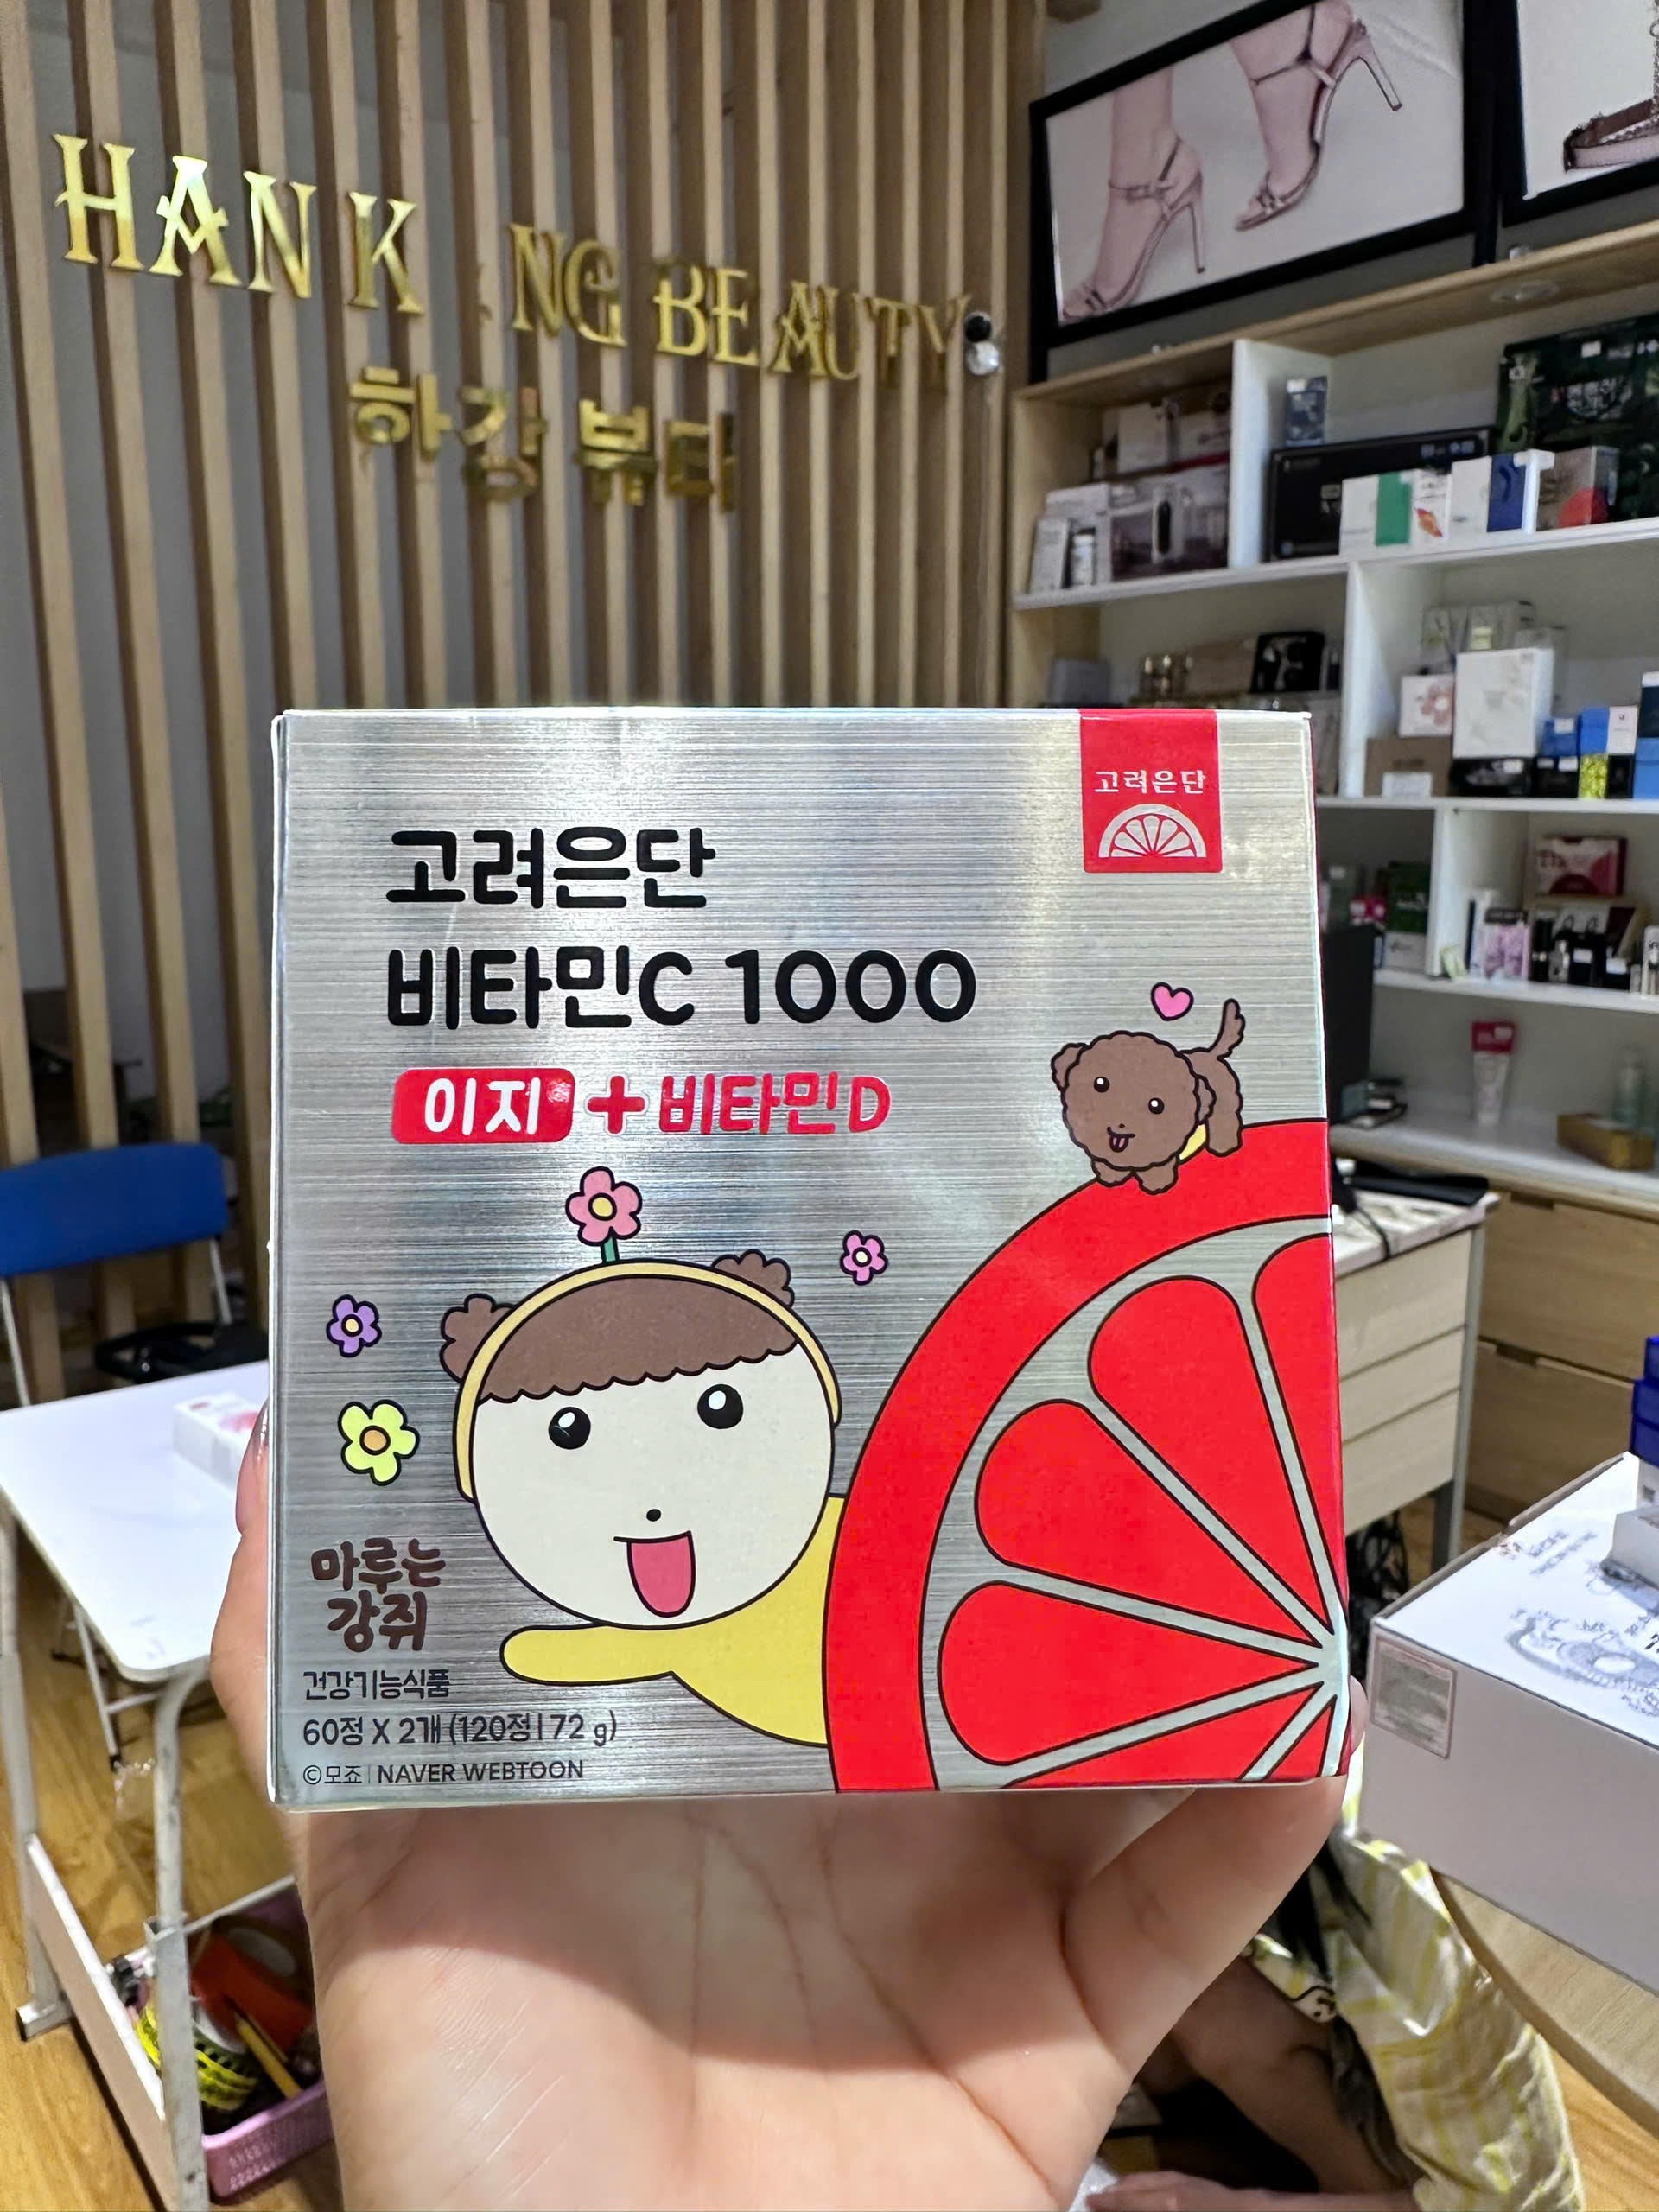 HAN K NG BEAUTY
하강 뷰티
고려은단
고려은단
비타민C 1000
이지 + 비타민D
마루는
강쥐
건강기능식품
60정 X 2개 (120정 | 72 g)
©모죠 | NAVER WEBTOON